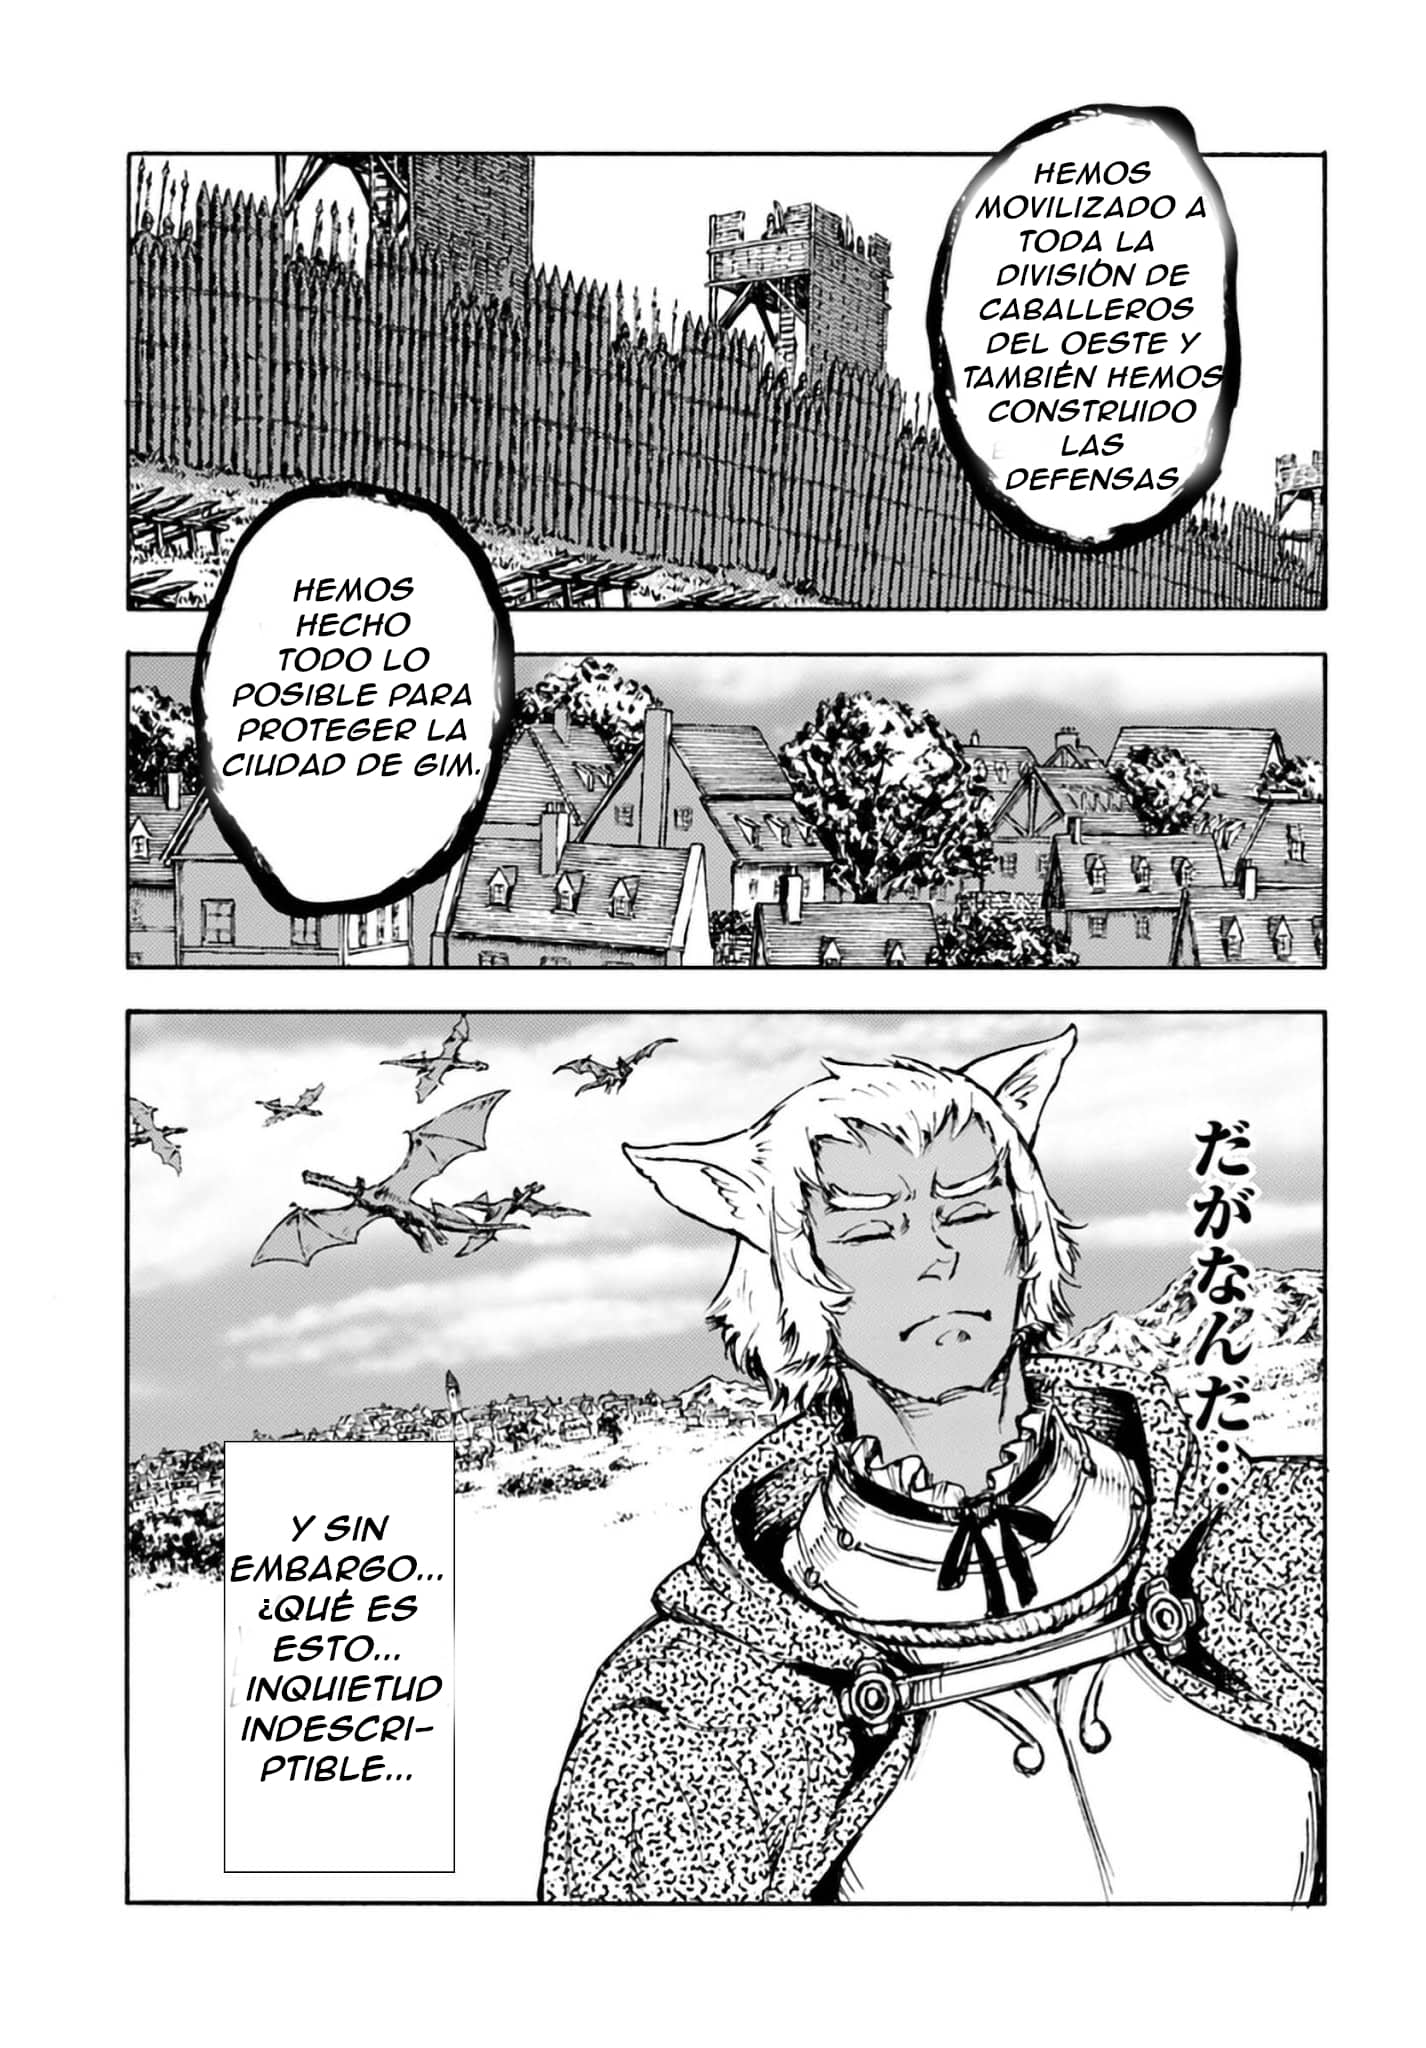 HEMOS
MOVILIZADO A
TODA LA
DIVISIÓN DE
CABALLEROS
DEL OESTE Y
TAMBIÉN HEMOS
CONSTRUIDO
LAS
DEFENSAS
HEMOS
HECHO
TODO LO
POSIBLE PARA
PROTEGER LA
CIUDAD DE GIM.
だがなんだ……
Y SIN
EMBARGO...
¿QUÉ ES
ESTO...
INQUIETUD
INDESCRI-
PTIBLE...